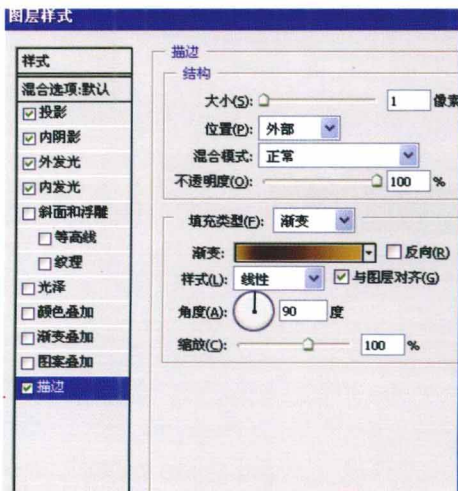 图层样式
样式
混合选项:默认
投影
内阴影
外发光
内发光
斜面和浮雕
等高线
纹理
光泽
颜色叠加
渐变叠加
图案叠加
描边
描边
结构
大小(S): 1 像素
位置(P): 外部
混合模式: 正常
不透明度(O): 100 %
填充类型(F): 渐变
渐变: 反向(R)
样式(L): 线性 与图层对齐(G)
角度(A): 90 度
缩放(C): 100 %